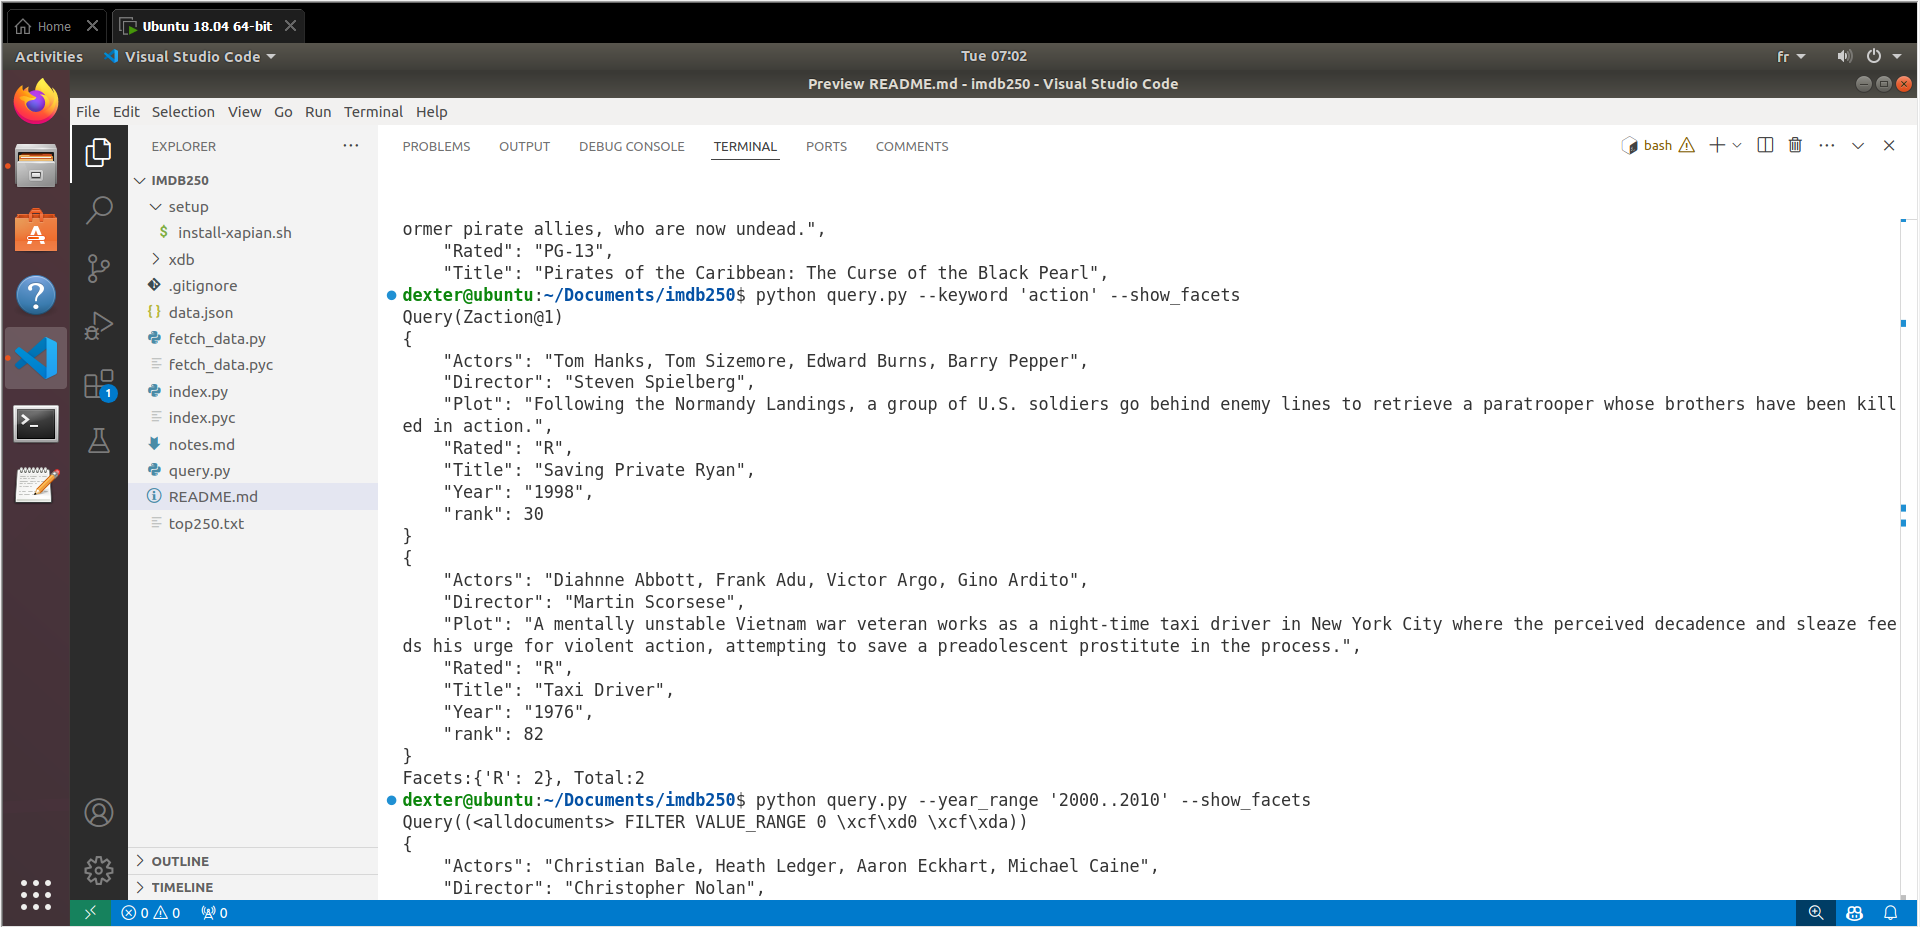 Home
Ubuntu 18.04 64-bit
Activities Visual Studio Code Tue 07:02 fr
Preview README.md - imdb250 - Visual Studio Code
File Edit Selection View Go Run Terminal Help
EXPLORER ...
IMDB250
setup
$ install-xapian.sh
xdb
.gitignore
{} data.json
fetch_data.py
fetch_data.pyc
index.py
index.pyc
notes.md
query.py
README.md
top250.txt
OUTLINE
TIMELINE
1
PROBLEMS OUTPUT DEBUG CONSOLE TERMINAL PORTS COMMENTS bash
ormer pirate allies, who are now undead.",
    "Rated": "PG-13",
    "Title": "Pirates of the Caribbean: The Curse of the Black Pearl",
dexter@ubuntu:~/Documents/imdb250$ python query.py --keyword 'action' --show_facets
Query(Zaction@1)
{
    "Actors": "Tom Hanks, Tom Sizemore, Edward Burns, Barry Pepper",
    "Director": "Steven Spielberg",
    "Plot": "Following the Normandy Landings, a group of U.S. soldiers go behind enemy lines to retrieve a paratrooper whose brothers have been kill
ed in action.",
    "Rated": "R",
    "Title": "Saving Private Ryan",
    "Year": "1998",
    "rank": 30
}
{
    "Actors": "Diahnne Abbott, Frank Adu, Victor Argo, Gino Ardito",
    "Director": "Martin Scorsese",
    "Plot": "A mentally unstable Vietnam war veteran works as a night-time taxi driver in New York City where the perceived decadence and sleaze fee
ds his urge for violent action, attempting to save a preadolescent prostitute in the process.",
    "Rated": "R",
    "Title": "Taxi Driver",
    "Year": "1976",
    "rank": 82
}
Facets:{'R': 2}, Total:2
dexter@ubuntu:~/Documents/imdb250$ python query.py --year_range '2000..2010' --show_facets
Query((<alldocuments> FILTER VALUE_RANGE 0 \xcf\xd0 \xcf\xda))
{
    "Actors": "Christian Bale, Heath Ledger, Aaron Eckhart, Michael Caine",
    "Director": "Christopher Nolan",
0 0 0